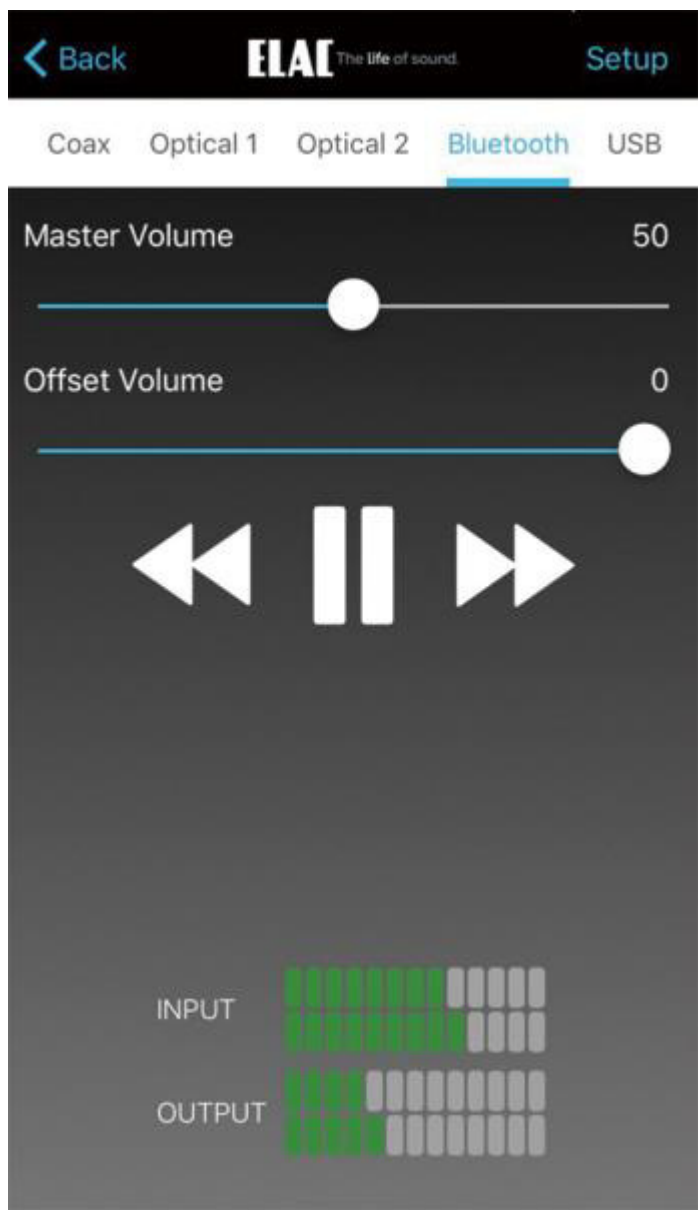 Back ELAC The life of sound. Setup
Coax Optical 1 Optical 2 Bluetooth USB
Master Volume 50
Offset Volume 0
INPUT
OUTPUT